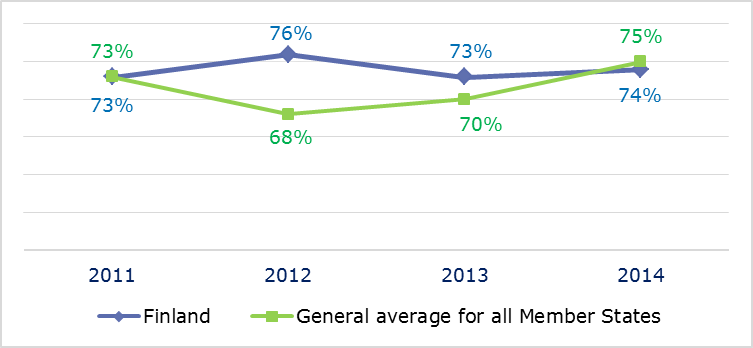 76%
73% 73% 75%
73% 68% 70% 74%
2011 2012 2013 2014
Finland General average for all Member States